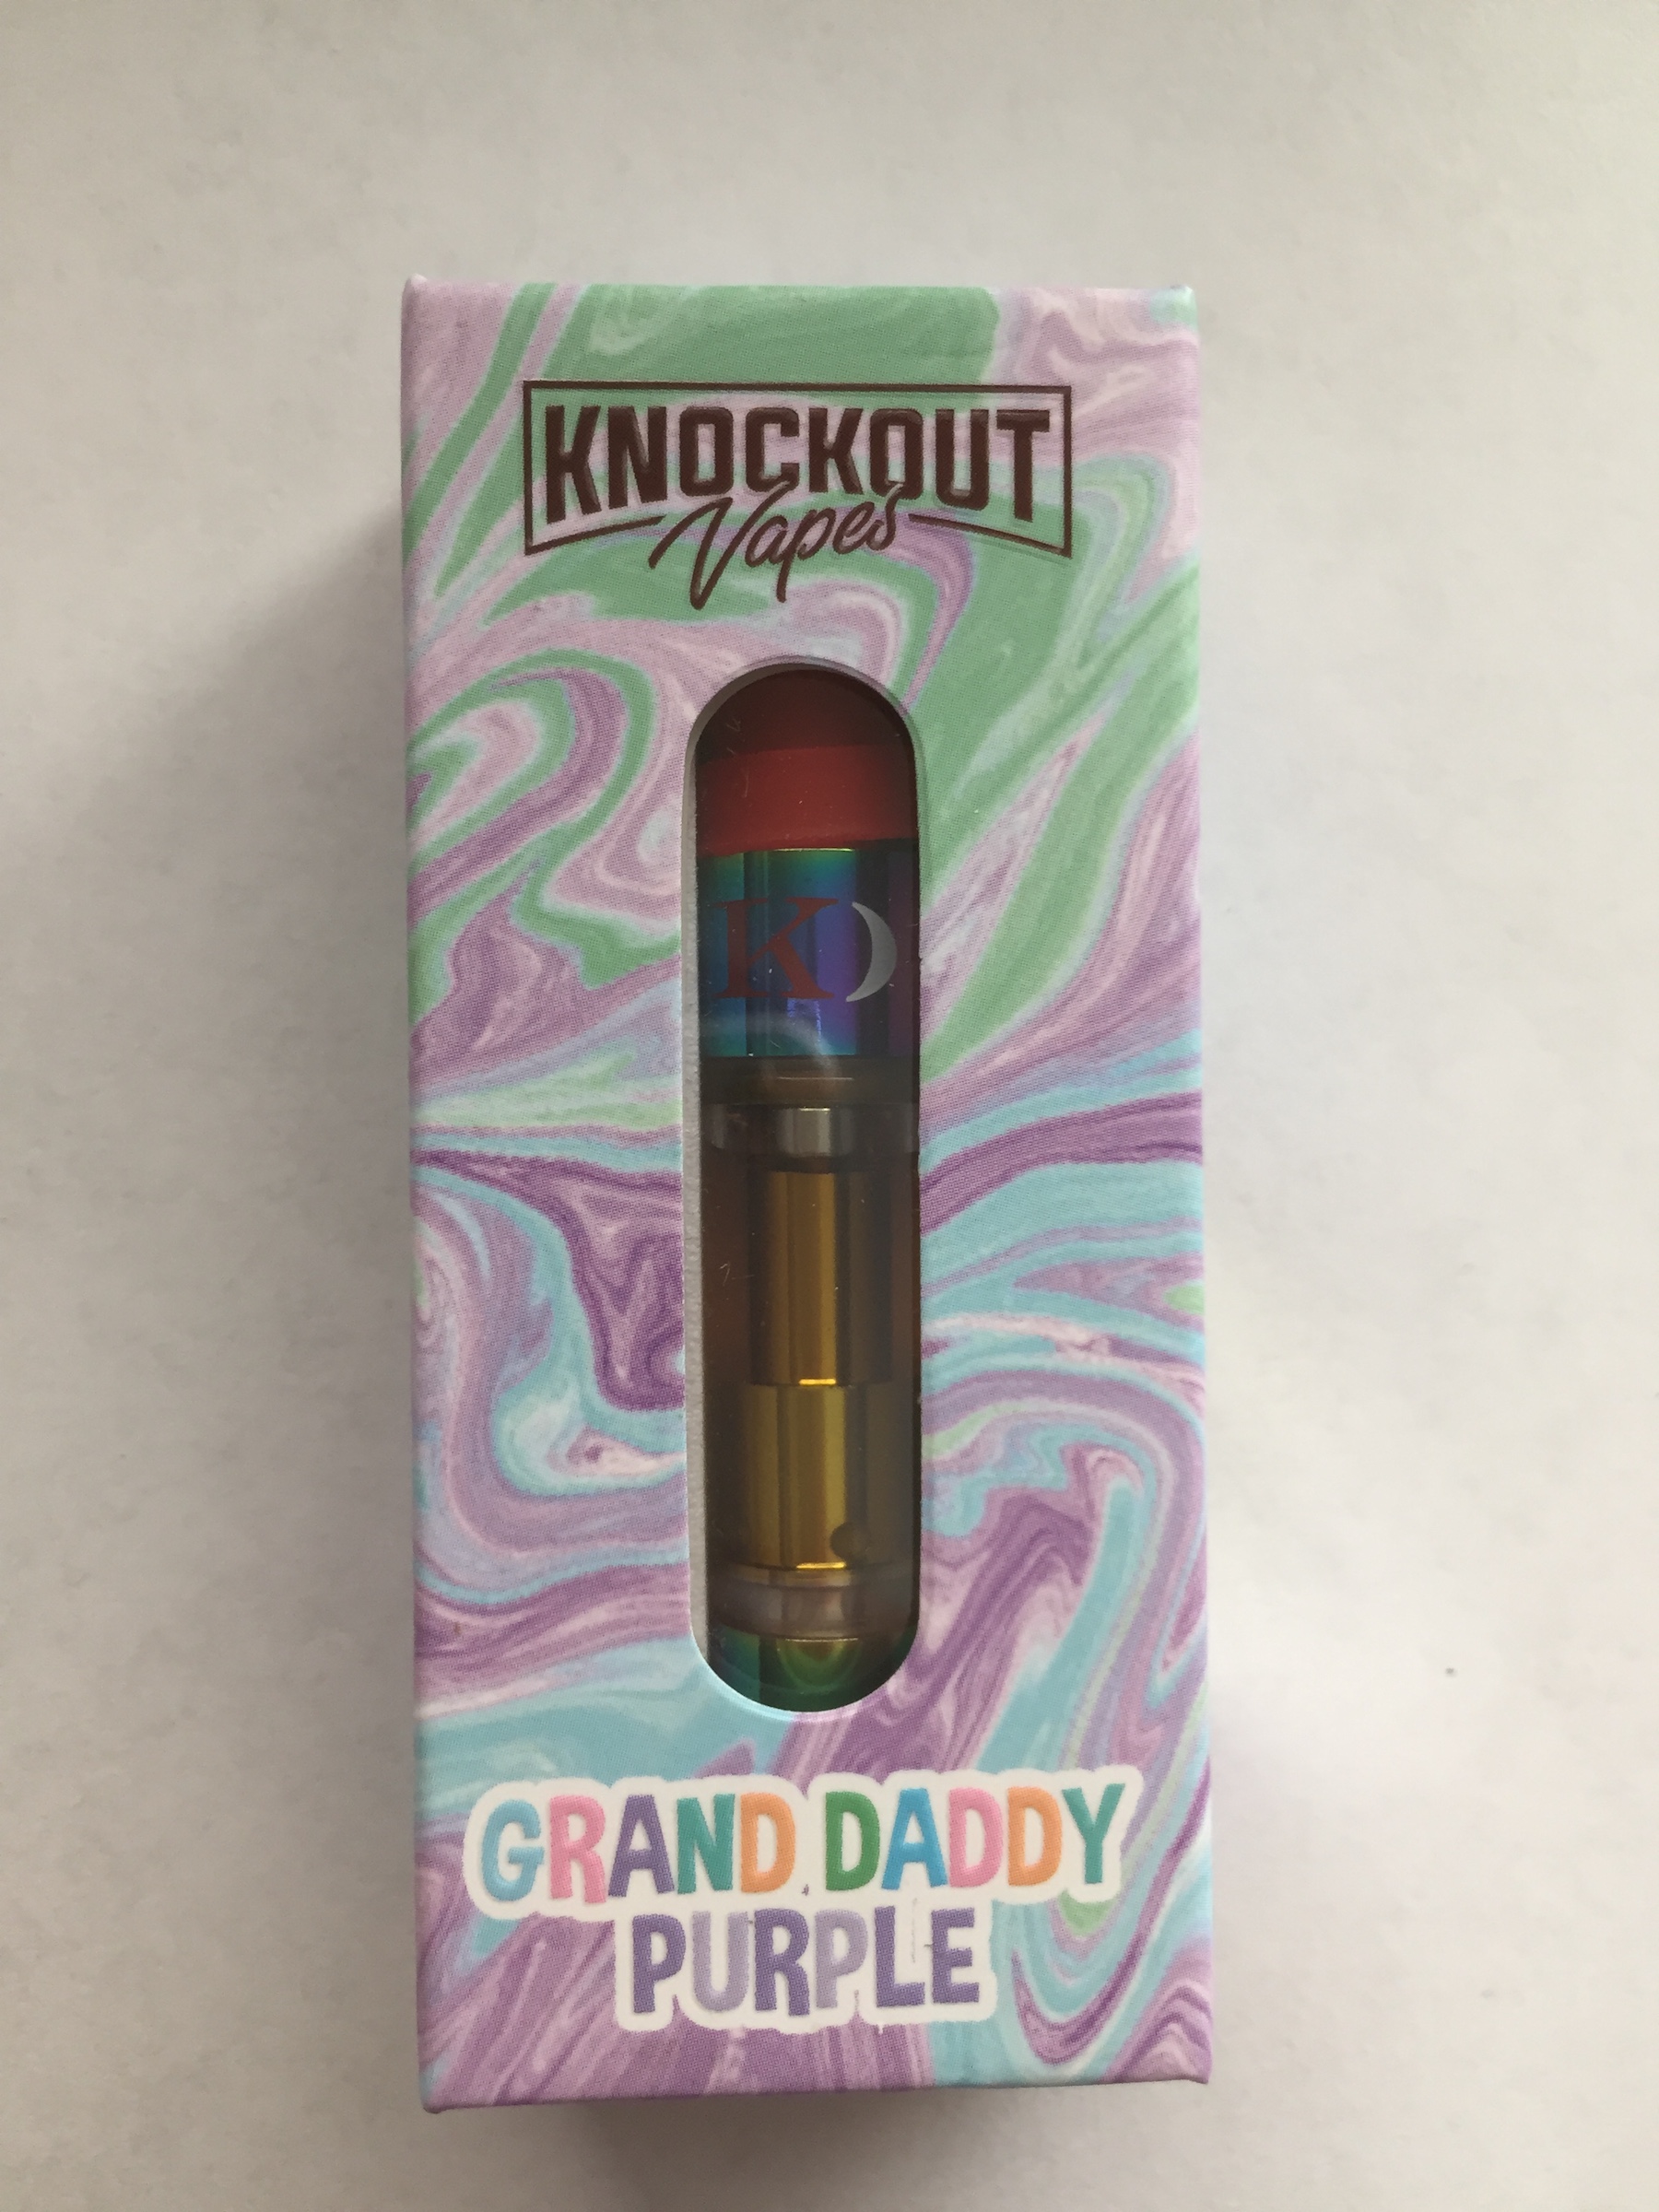 KNOCKOUT
Vapes
K
GRAND DADDY
PURPLE